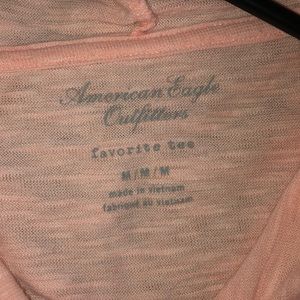 American Eagle
Outfitters
favorite tee
M/M/M
made in vietnam
fabriqué au vietnam